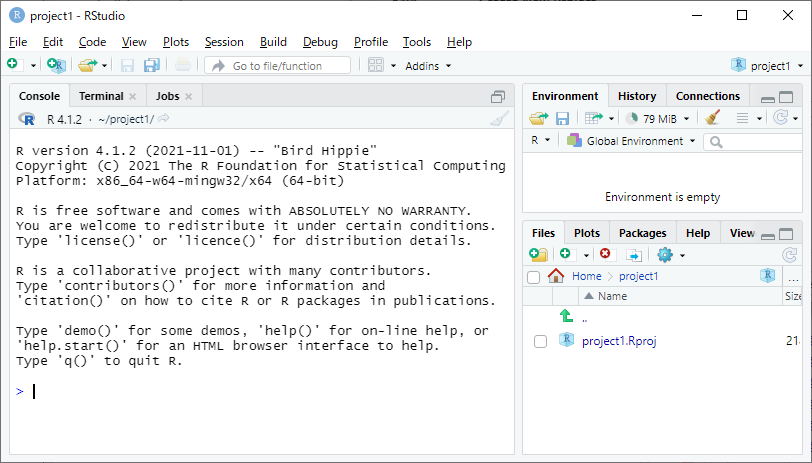 project1 - RStudio
File Edit Code View Plots Session Build Debug Profile Tools Help
Go to file/function Addins project1
Console Terminal Jobs
R 4.1.2 · ~/project1/
R version 4.1.2 (2021-11-01) -- "Bird Hippie"
Copyright (C) 2021 The R Foundation for Statistical Computing
Platform: x86_64-w64-mingw32/x64 (64-bit)
R is free software and comes with ABSOLUTELY NO WARRANTY.
You are welcome to redistribute it under certain conditions.
Type 'license()' or 'licence()' for distribution details.
R is a collaborative project with many contributors.
Type 'contributors()' for more information and
'citation()' on how to cite R or R packages in publications.
Type 'demo()' for some demos, 'help()' for on-line help, or
'help.start()' for an HTML browser interface to help.
Type 'q()' to quit R.
>
Environment History Connections
79 MiB
R Global Environment
Environment is empty
Files Plots Packages Help View
Home project1 ...
Name Size
..
project1.Rproj 21